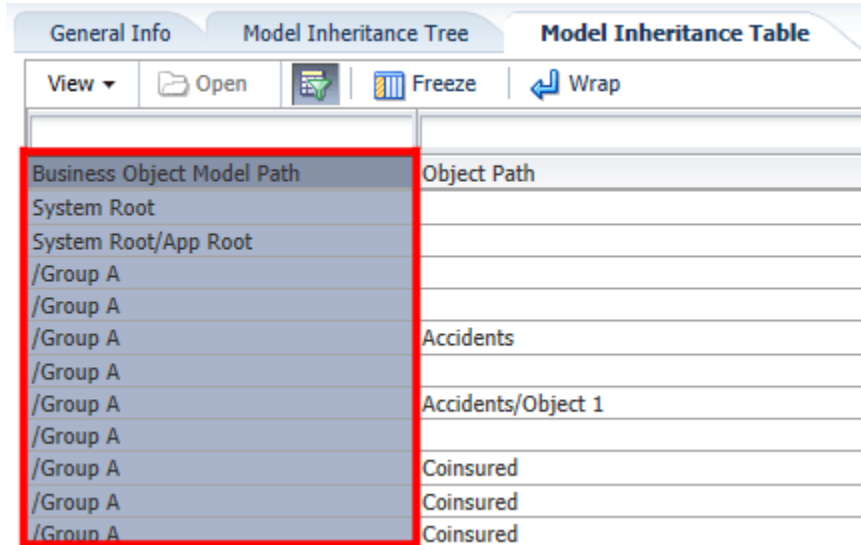 General Info Model Inheritance Tree Model Inheritance Table
View Open Freeze Wrap
Business Object Model Path Object Path
System Root
System Root/App Root
/Group A
/Group A
/Group A Accidents
/Group A
/Group A Accidents/Object 1
/Group A
/Group A Coinsured
/Group A Coinsured
/Group A Coinsured